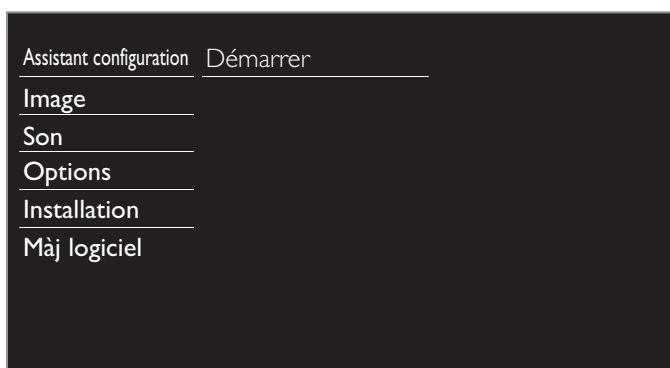 Assistant configuration Démarrer
Image
Son
Options
Installation
Màj logiciel